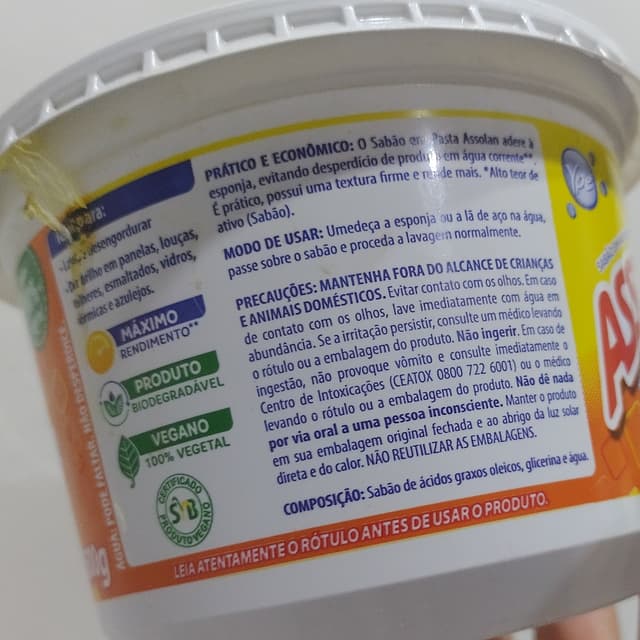 PRÁTICO E ECONÔMICO: O Sabão em Pasta Assolan adere à
esponja, evitando desperdício de produto em água corrente**.
É prático, possui uma textura firme e rende mais. *Alto teor de
ativo (Sabão).
MODO DE USAR: Umedeça a esponja ou a lã de aço na água,
passe sobre o sabão e proceda a lavagem normalmente.
PRECAUÇÕES: MANTENHA FORA DO ALCANCE DE CRIANÇAS
E ANIMAIS DOMÉSTICOS. Evitar contato com os olhos. Em caso
de contato com os olhos, lave imediatamente com água em
abundância. Se a irritação persistir, consulte um médico levando
o rótulo ou a embalagem do produto. Não ingerir. Em caso de
ingestão, não provoque vômito e consulte imediatamente o
Centro de Intoxicações (CEATOX 0800 722 6001) ou o médico
levando o rótulo ou a embalagem do produto. Não dê nada
por via oral a uma pessoa inconsciente. Manter o produto
em sua embalagem original fechada e ao abrigo da luz solar
direta e do calor. NÃO REUTILIZAR AS EMBALAGENS.
COMPOSIÇÃO: Sabão de ácidos graxos oleicos, glicerina e água.
LEIA ATENTAMENTE O RÓTULO ANTES DE USAR O PRODUTO.
para:
desengordurar
brilho em panelas, louças,
esmaltados, vidros,
e azulejos.
MÁXIMO
RENDIMENTO**
PRODUTO
BIODEGRADÁVEL
VEGANO
100% VEGETAL
CERTIFICADO
SVB
PRODUTO VEGANO
ÁGUA: PODE FALTAR. NÃO DESPERDICE.
Ypê
ASS